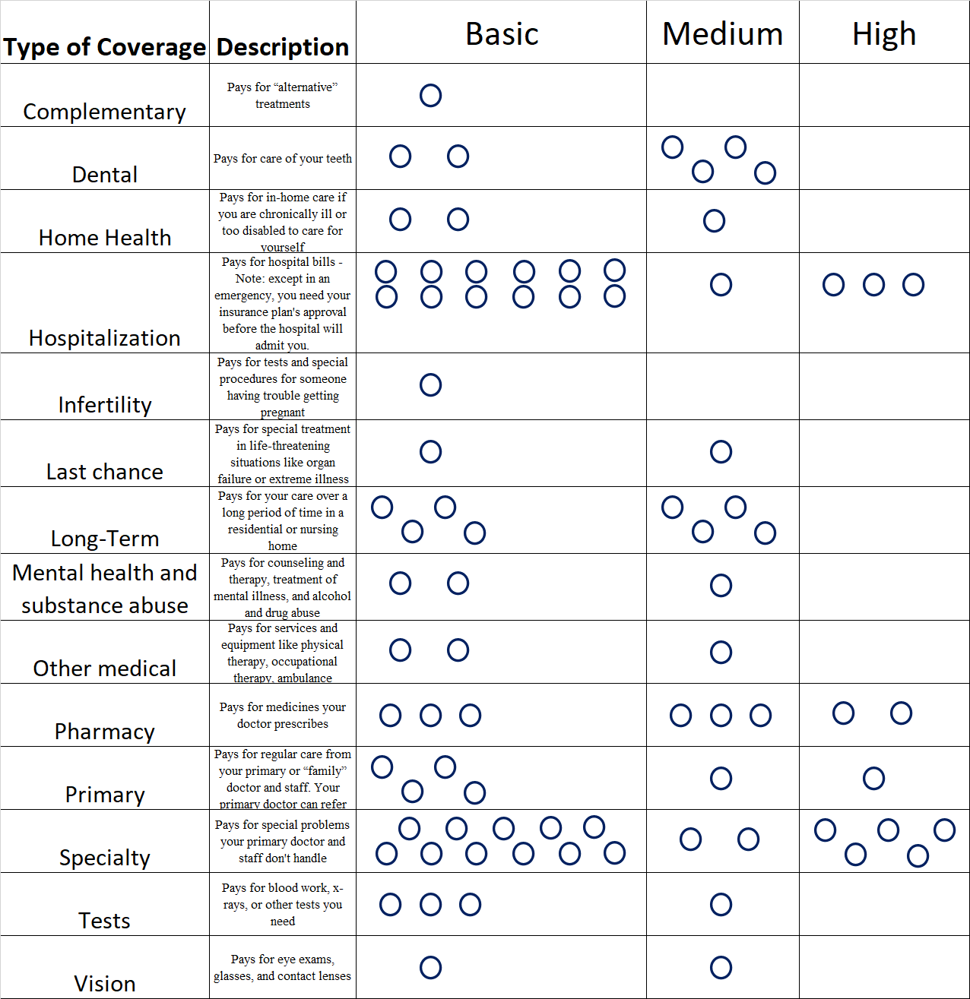 Type of Coverage Description Basic Medium High
Complementary
Pays for “alternative”
treatments
Dental
Pays for care of your teeth
Home Health
Pays for in-home care if
you are chronically ill or
too disabled to care for
yourself
Hospitalization
Pays for hospital bills -
Note: except in an
emergency, you need your
insurance plan's approval
before the hospital will
admit you.
Infertility
Pays for tests and special
procedures for someone
having trouble getting
pregnant
Last chance
Pays for special treatment
in life-threatening
situations like organ
failure or extreme illness
Long-Term
Pays for your care over a
long period of time in a
residential or nursing
home
Mental health and
substance abuse
Pays for counseling and
therapy, treatment of
mental illness, and alcohol
and drug abuse
Other medical
Pays for services and
equipment like physical
therapy, occupational
therapy, ambulance
Pharmacy
Pays for medicines your
doctor prescribes
Primary
Pays for regular care from
your primary or “family”
doctor and staff. Your
primary doctor can refer
Specialty
Pays for special problems
your primary doctor and
staff don't handle
Tests
Pays for blood work, x-
rays, or other tests you
need
Vision
Pays for eye exams,
glasses, and contact lenses